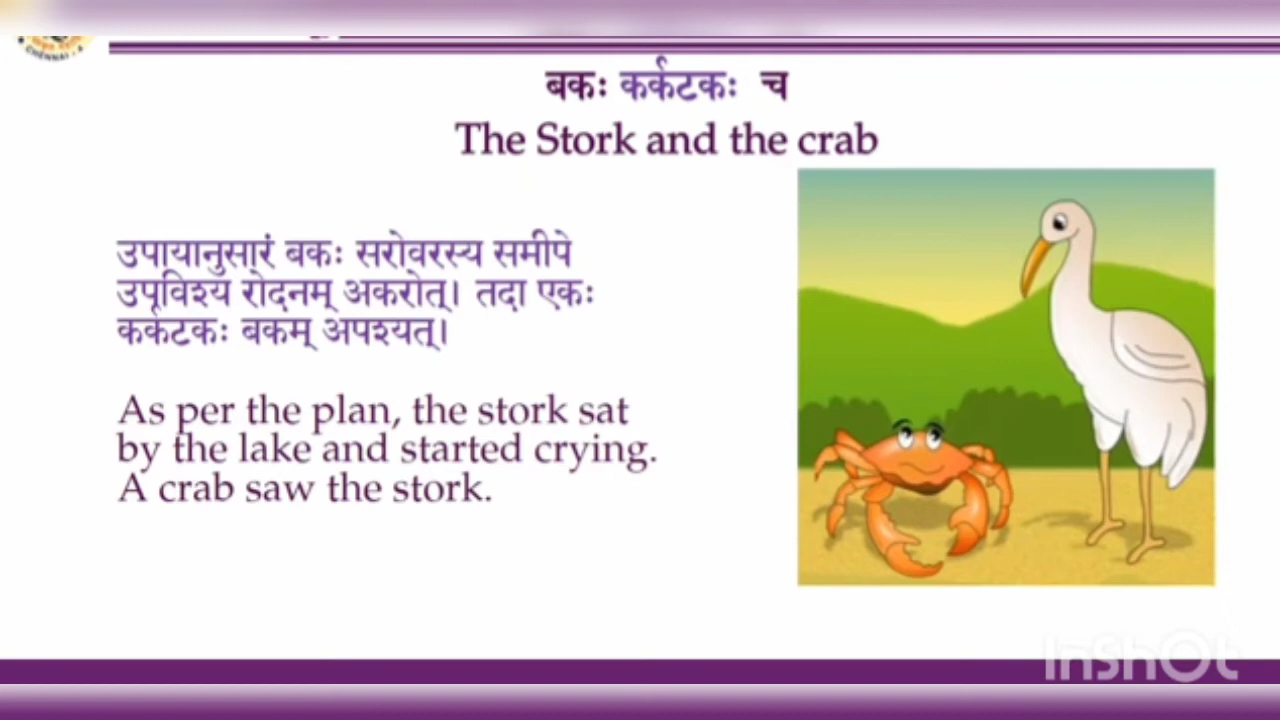 CHENNAI - 4
बकः कर्कटकः च
The Stork and the crab
उपायानुसारं बकः सरोवरस्य समीपे
उपविश्य रोदनम् अकरोत्। तदा एकः
कर्कटकः बकम् अपश्यत्।
As per the plan, the stork sat
by the lake and started crying.
A crab saw the stork.
InShOt